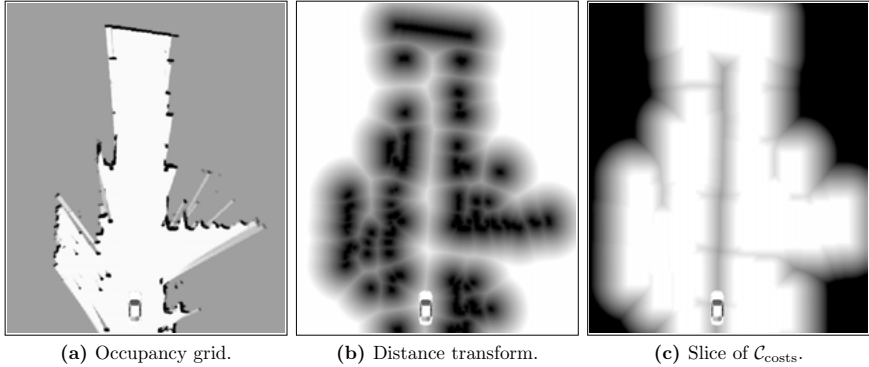 (a) Occupancy grid.
(b) Distance transform.
(c) Slice of 𝒞costs.